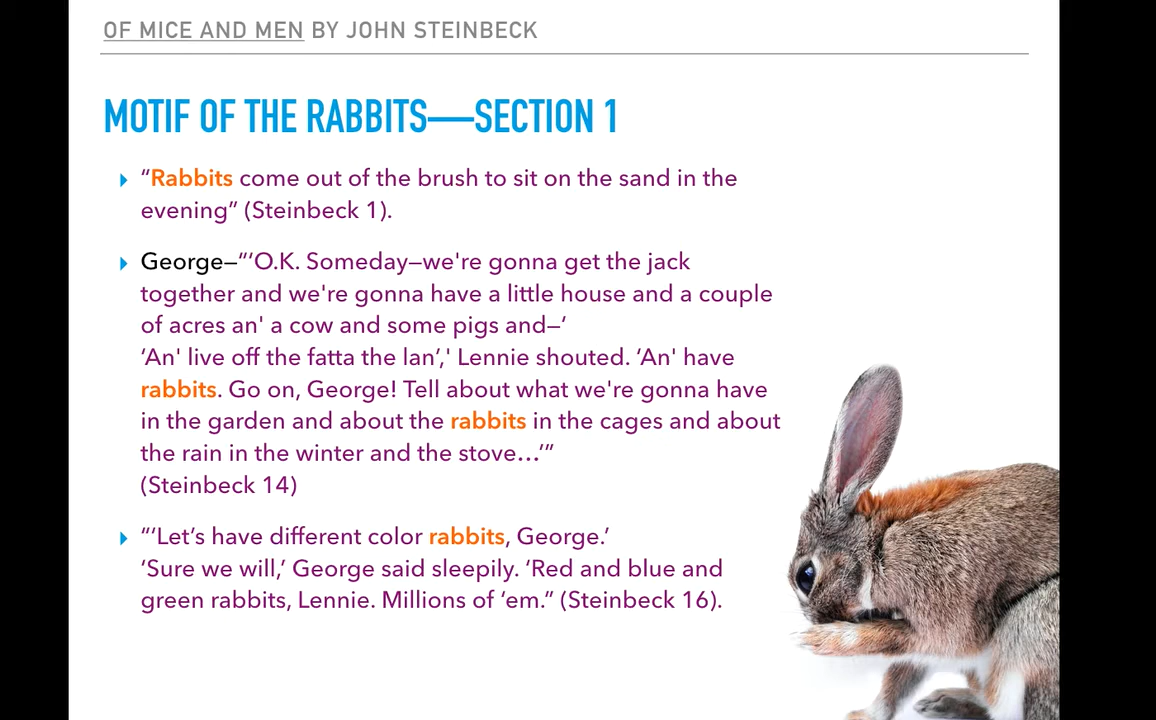 OF MICE AND MEN BY JOHN STEINBECK
MOTIF OF THE RABBITS—SECTION 1
“Rabbits come out of the brush to sit on the sand in the
evening” (Steinbeck 1).
George—“‘O.K. Someday—we're gonna get the jack
together and we're gonna have a little house and a couple
of acres an' a cow and some pigs and—’
‘An' live off the fatta the lan’,' Lennie shouted. ‘An' have
rabbits. Go on, George! Tell about what we're gonna have
in the garden and about the rabbits in the cages and about
the rain in the winter and the stove…’”
(Steinbeck 14)
“‘Let’s have different color rabbits, George.’
‘Sure we will,’ George said sleepily. ‘Red and blue and
green rabbits, Lennie. Millions of ‘em.” (Steinbeck 16).